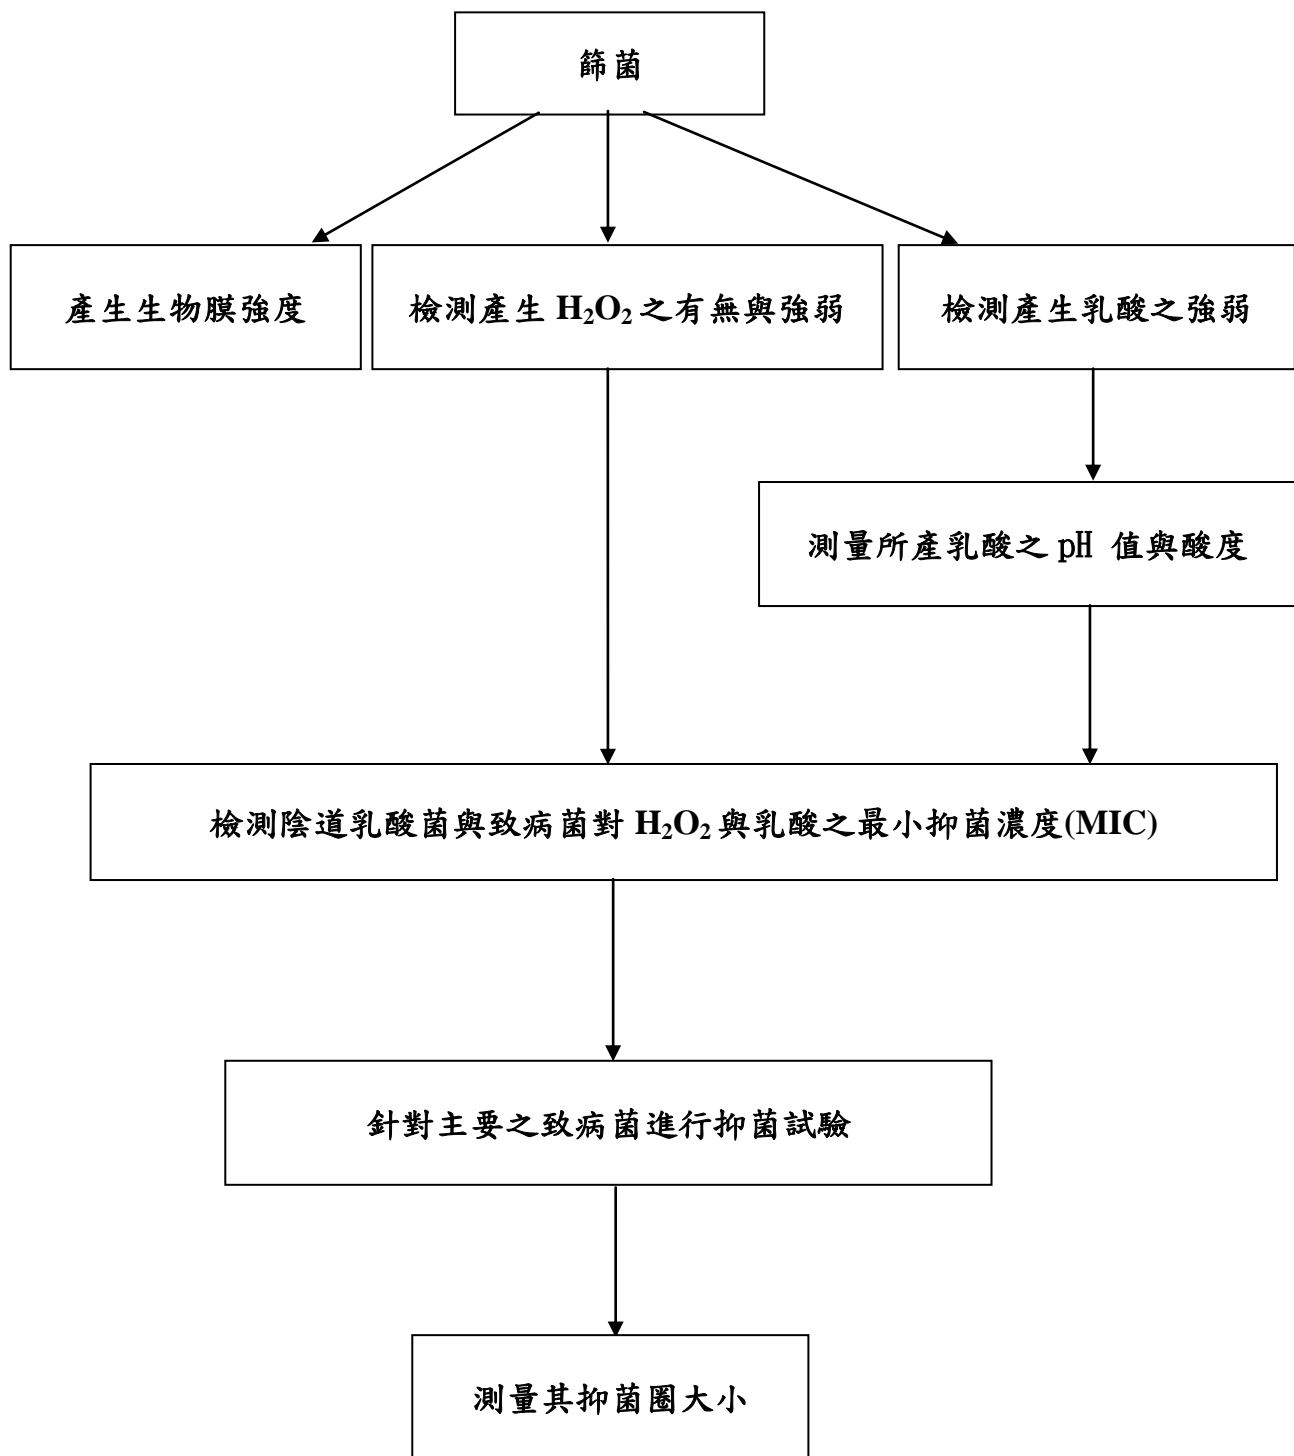 篩菌
產生生物膜強度
檢測產生 H₂O₂ 之有無與強弱
檢測產生乳酸之強弱
測量所產乳酸之 pH 值與酸度
檢測陰道乳酸菌與致病菌對 H₂O₂ 與乳酸之最小抑菌濃度(MIC)
針對主要之致病菌進行抑菌試驗
測量其抑菌圈大小